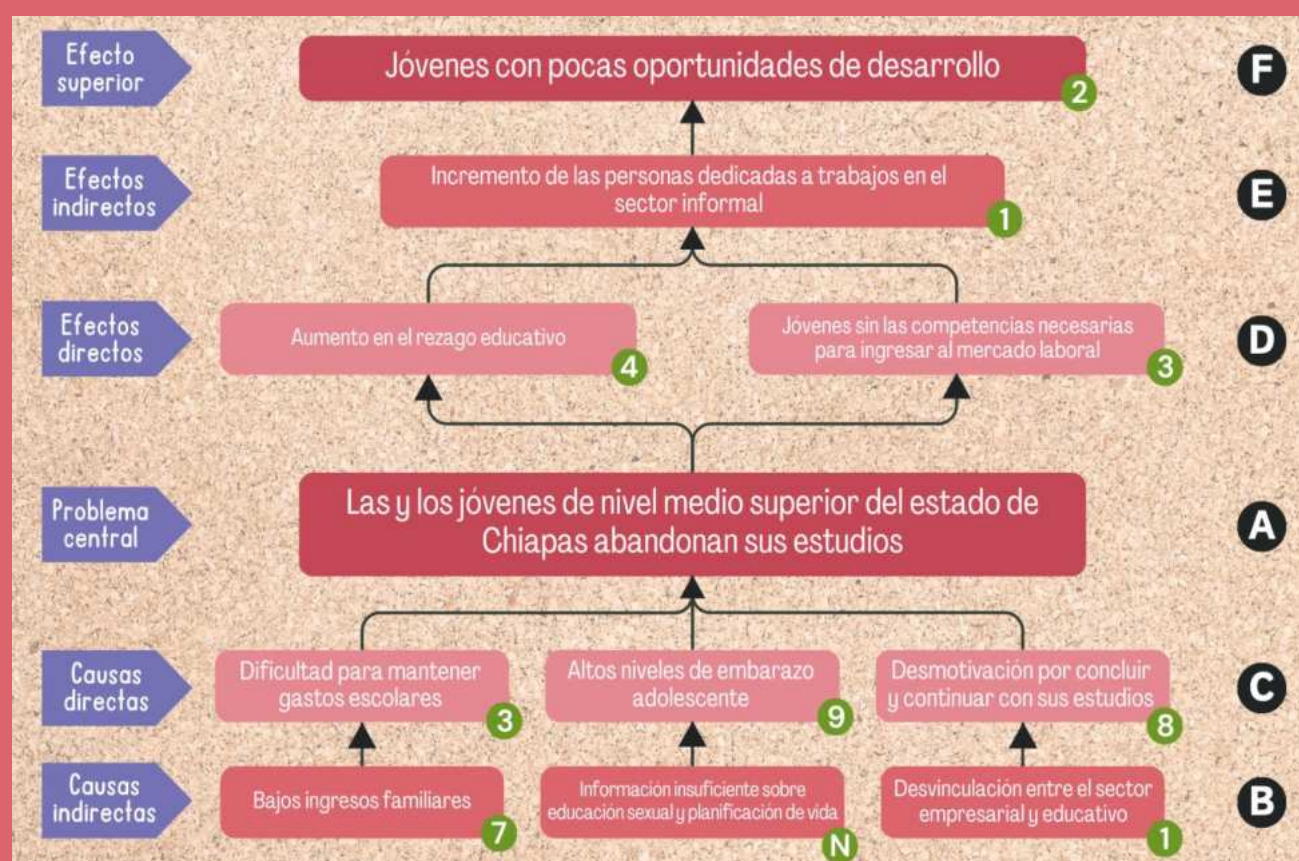 Efecto
superior
Jóvenes con pocas oportunidades de desarrollo
2
F
Efectos
indirectos
Incremento de las personas dedicadas a trabajos en el
sector informal
1
E
Efectos
directos
Aumento en el rezago educativo
4
Jóvenes sin las competencias necesarias
para ingresar al mercado laboral
3
D
Problema
central
Las y los jóvenes de nivel medio superior del estado de
Chiapas abandonan sus estudios
A
Causas
directas
Dificultad para mantener
gastos escolares
3
Altos niveles de embarazo
adolescente
9
Desmotivación por concluir
y continuar con sus estudios
8
C
Causas
indirectas
Bajos ingresos familiares
7
Información insuficiente sobre
educación sexual y planificación de vida
N
Desvinculación entre el sector
empresarial y educativo
1
B